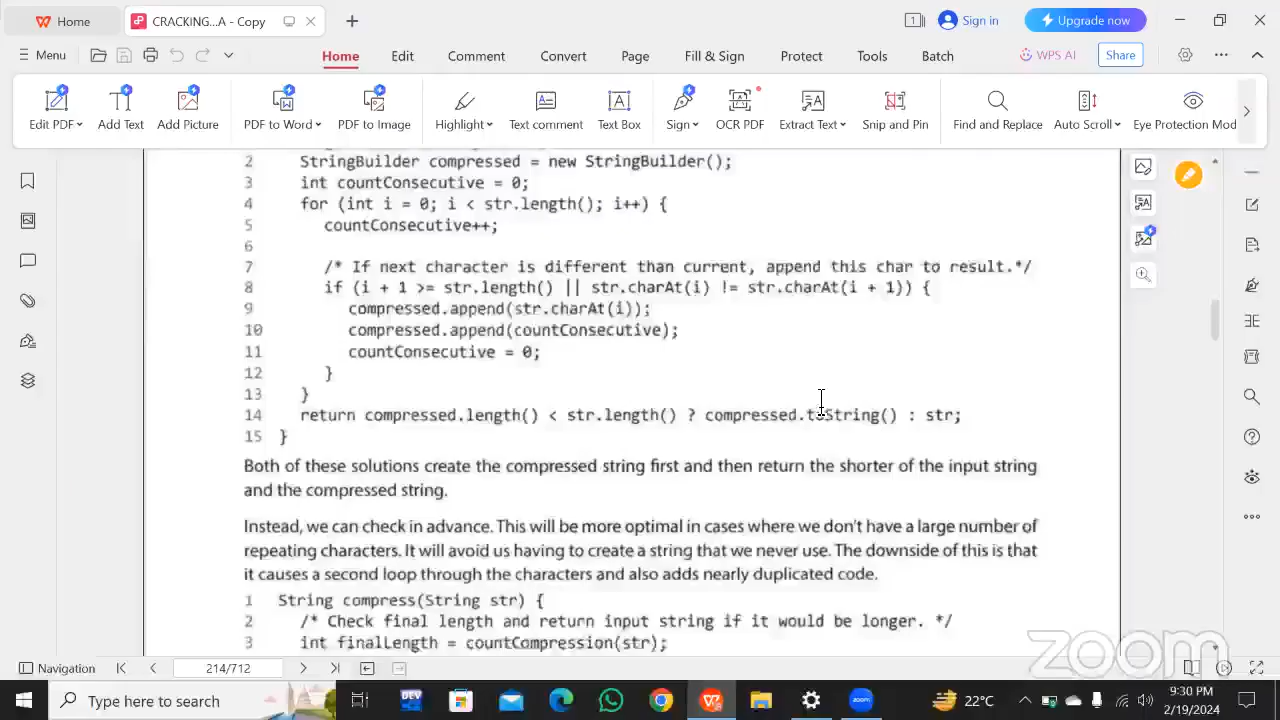 Home
CRACKING...A - Copy
Sign in
Upgrade now
Menu
Home
Edit
Comment
Convert
Page
Fill & Sign
Protect
Tools
Batch
WPS AI
Share
Edit PDF
Add Text
Add Picture
PDF to Word
PDF to Image
Highlight
Text comment
Text Box
Sign
OCR PDF
Extract Text
Snip and Pin
Find and Replace
Auto Scroll
Eye Protection Mod
2 StringBuilder compressed = new StringBuilder();
3 int countConsecutive = 0;
4 for (int i = 0; i < str.length(); i++) {
5 countConsecutive++;
6
7 /* If next character is different than current, append this char to result.*/
8 if (i + 1 >= str.length() || str.charAt(i) != str.charAt(i + 1)) {
9 compressed.append(str.charAt(i));
10 compressed.append(countConsecutive);
11 countConsecutive = 0;
12 }
13 }
14 return compressed.length() < str.length() ? compressed.toString() : str;
15 }
Both of these solutions create the compressed string first and then return the shorter of the input string
and the compressed string.
Instead, we can check in advance. This will be more optimal in cases where we don't have a large number of
repeating characters. It will avoid us having to create a string that we never use. The downside of this is that
it causes a second loop through the characters and also adds nearly duplicated code.
1 String compress(String str) {
2 /* Check final length and return input string if it would be longer. */
3 int finalLength = countCompression(str);
zoom
Navigation
214/712
Type here to search
DEV
zoom
22°C
9:30 PM
2/19/2024